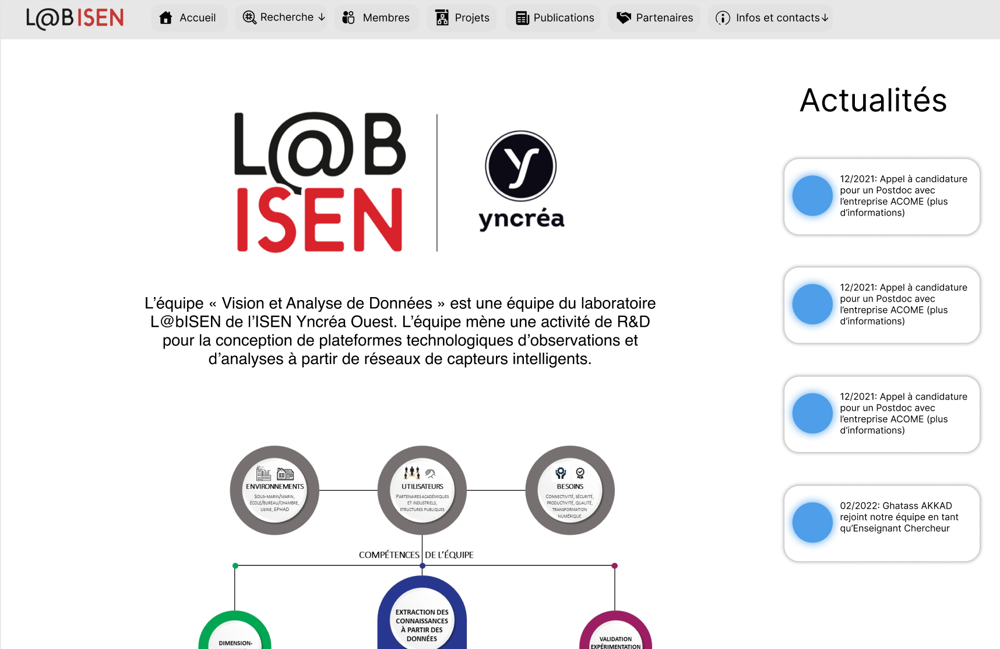 L@BISEN
Accueil
Recherche ↓
Membres
Projets
Publications
Partenaires
Infos et contacts↓
L@B
ISEN
yncréa
L'équipe « Vision et Analyse de Données » est une équipe du laboratoire
L@bISEN de l'ISEN Yncréa Ouest. L'équipe mène une activité de R&D
pour la conception de plateformes technologiques d'observations et
d'analyses à partir de réseaux de capteurs intelligents.
ENVIRONNEMENTS
SOUS-MARIN/MARIN,
ÉCOLE/BUREAU/CHAMBRE,
USINE, EPHAD
UTILISATEURS
PARTENAIRES ACADÉMIQUES
ET INDUSTRIELS,
STRUCTURES PUBLIQUES
BESOINS
CONNECTIVITÉ, SÉCURITÉ,
PRODUCTIVITÉ, QUALITÉ,
TRANSFORMATION
NUMÉRIQUE
COMPÉTENCES DE L'ÉQUIPE
EXTRACTION DES
CONNAISSANCES
À PARTIR DES
DONNÉES
DIMENSION-
VALIDATION
EXPÉRIMENTATION
Actualités
12/2021: Appel à candidature
pour un Postdoc avec
l'entreprise ACOME (plus
d'informations)
12/2021: Appel à candidature
pour un Postdoc avec
l'entreprise ACOME (plus
d'informations)
12/2021: Appel à candidature
pour un Postdoc avec
l'entreprise ACOME (plus
d'informations)
02/2022: Ghatass AKKAD
rejoint notre équipe en tant
qu'Enseignant Chercheur